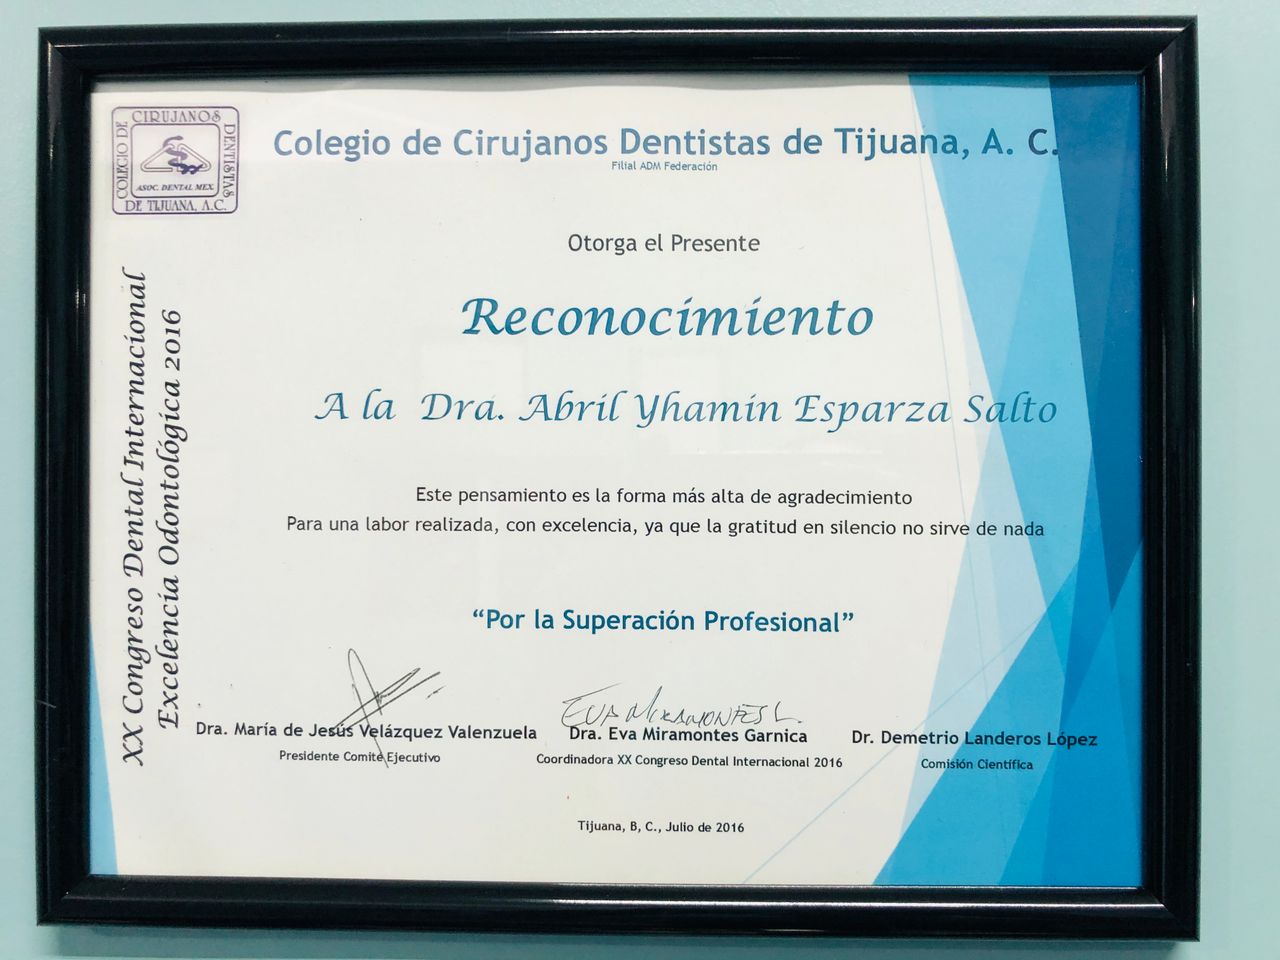 CIRUJANOS
COLEGIO DE
DENTISTAS
ASOC. DENTAL MEX.
DE TIJUANA, A.C.
Colegio de Cirujanos Dentistas de Tijuana, A. C.
Filial ADM Federación
XX Congreso Dental Internacional
Excelencia Odontológica 2016
Otorga el Presente
Reconocimiento
A la Dra. Abril Yhamin Esparza Salto
Este pensamiento es la forma más alta de agradecimiento
Para una labor realizada, con excelencia, ya que la gratitud en silencio no sirve de nada
“Por la Superación Profesional”
EVA MIRAMONTES
Dra. María de Jesús Velázquez Valenzuela
Presidente Comité Ejecutivo
Dra. Eva Miramontes Garnica
Coordinadora XX Congreso Dental Internacional 2016
Dr. Demetrio Landeros López
Comisión Científica
Tijuana, B, C., Julio de 2016